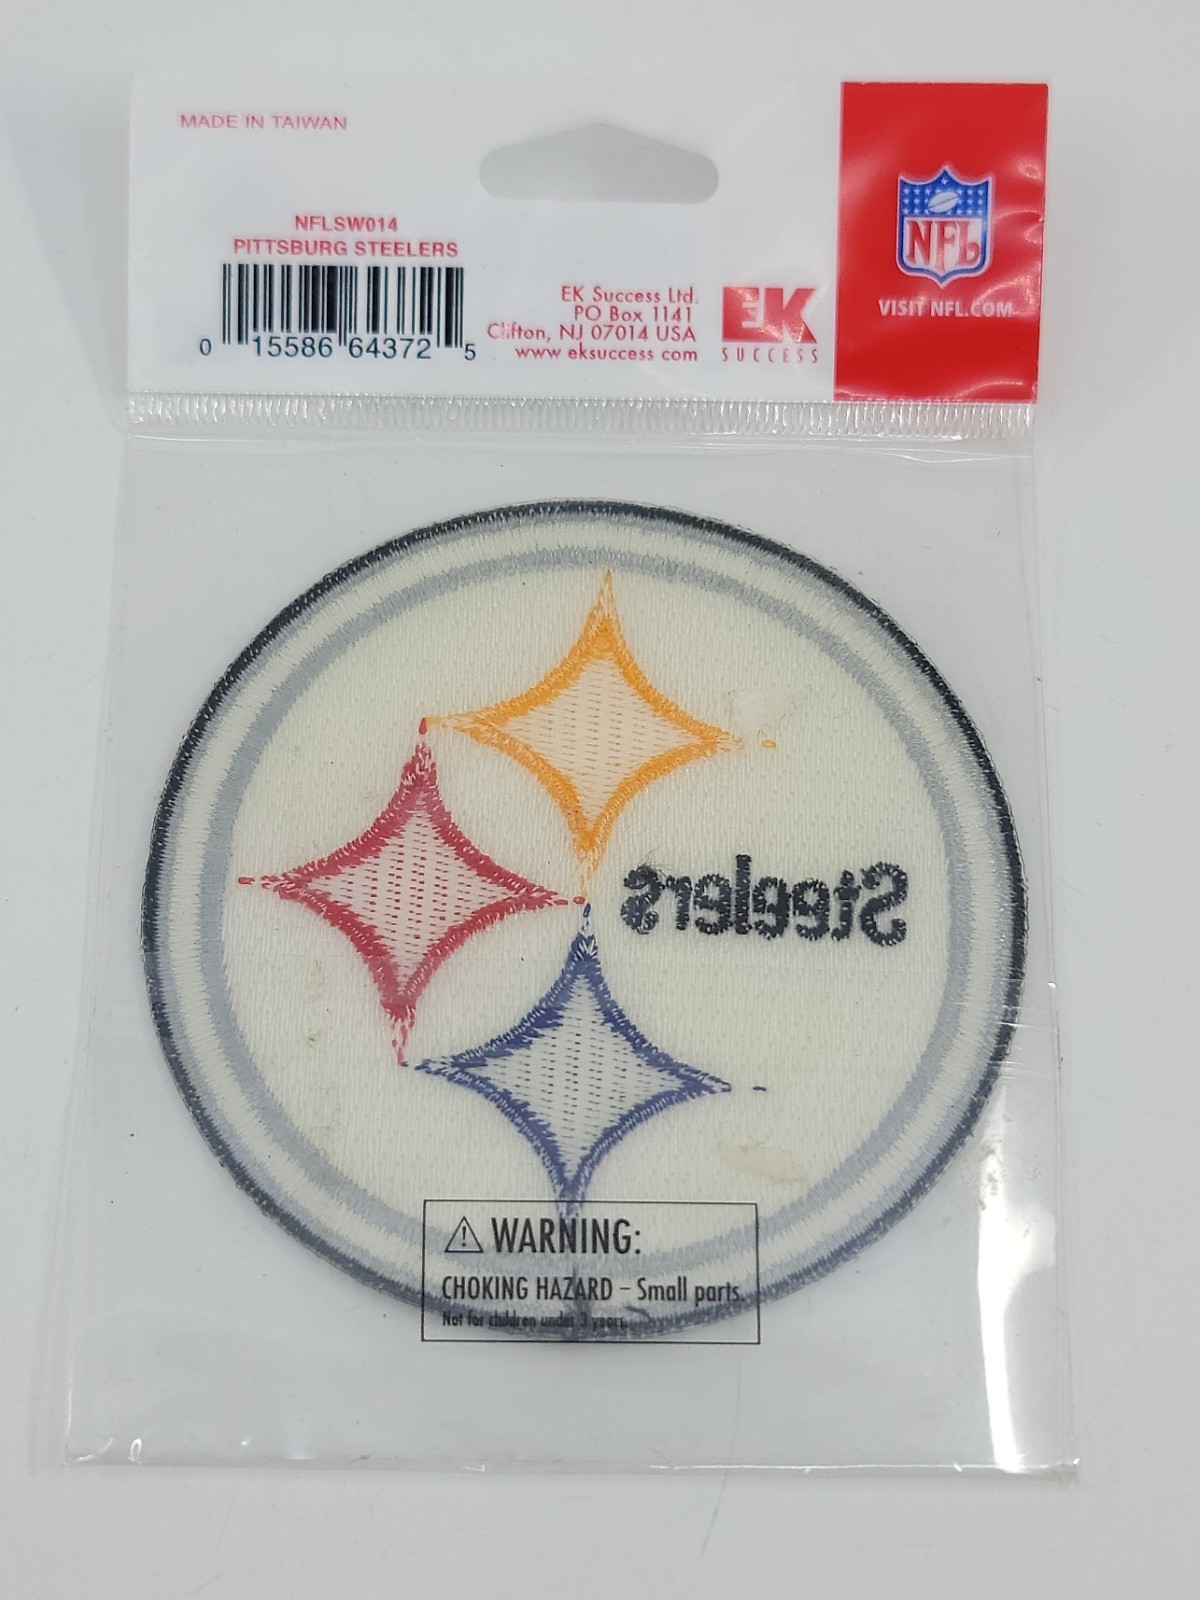 MADE IN TAIWAN
NFLSW014
PITTSBURG STEELERS
0 15586 64372 5
EK Success Ltd.
PO Box 1141
Clifton, NJ 07014 USA
www.eksuccess.com
EK
SUCCESS
NFL
VISIT NFL.COM
Steelers
⚠ WARNING:
CHOKING HAZARD – Small parts.
Not for children under 3 years.